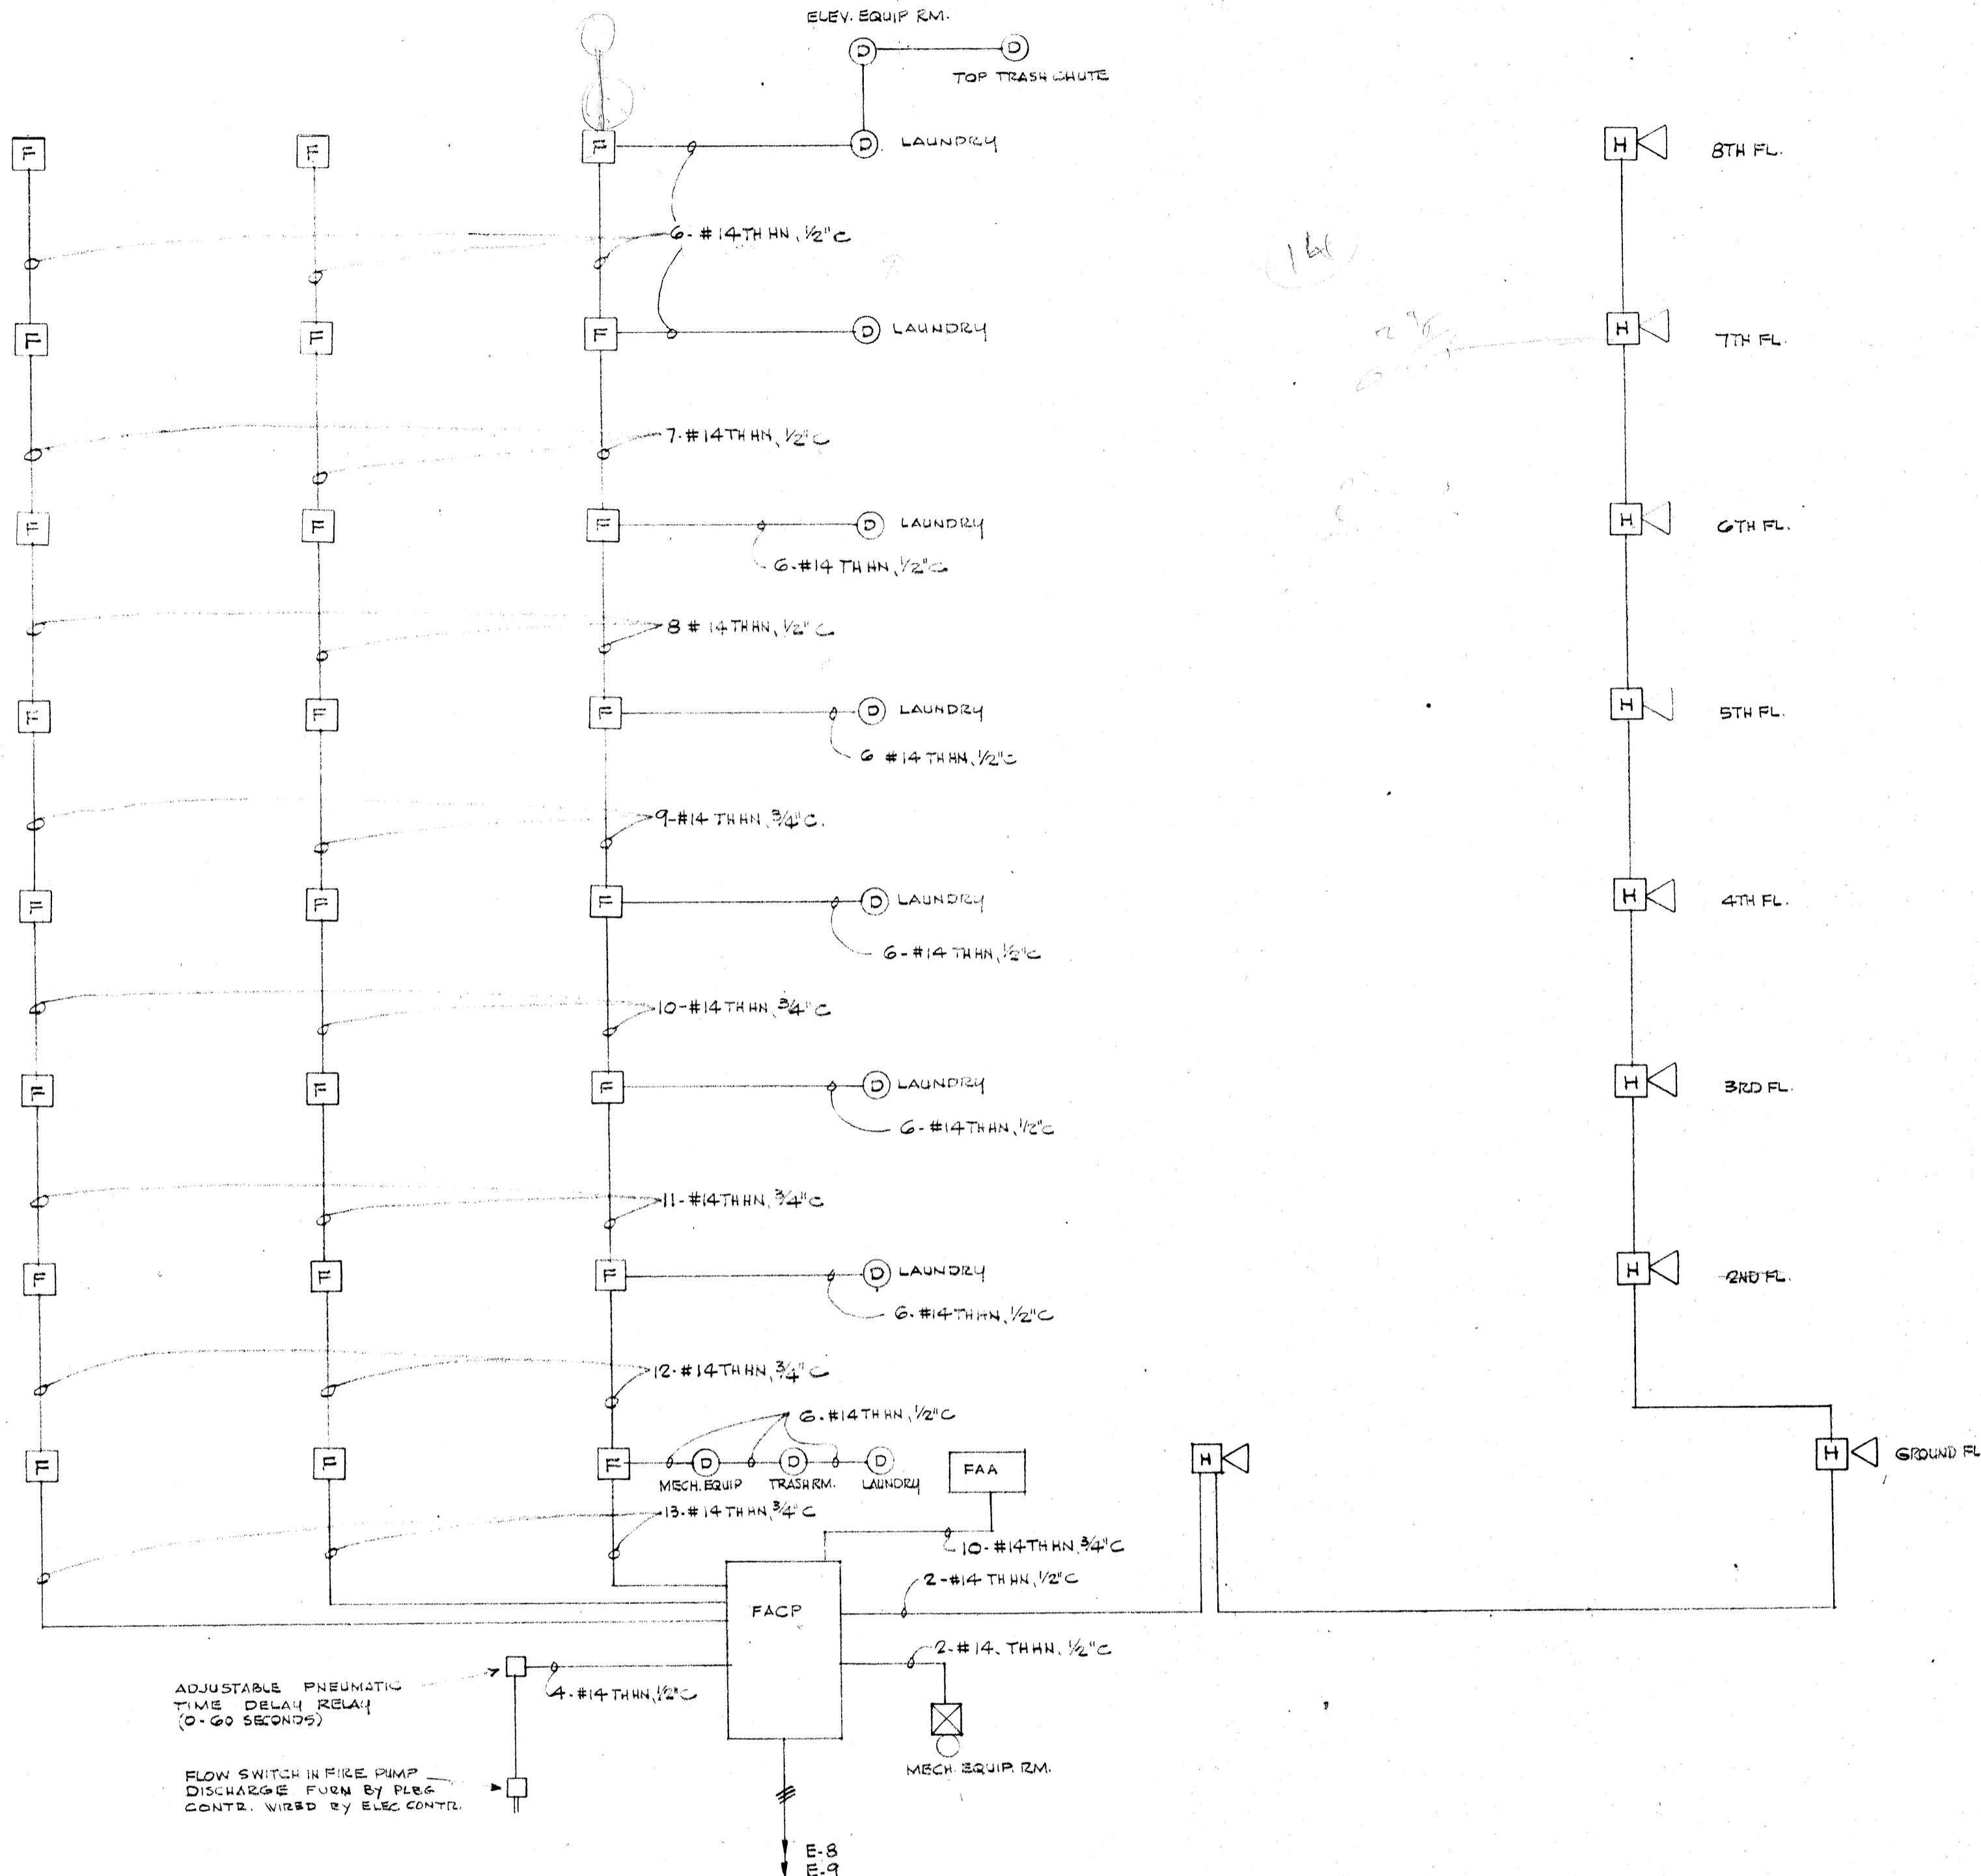 ELEV. EQUIP RM.
D D
TOP TRASH CHUTE
F F F D LAUNDRY H 8TH FL.
6-#14 THHN, 1/2"C
14
F F F D LAUNDRY H 7TH FL.
7-#14 THHN, 1/2"C
F F F D LAUNDRY H 6TH FL.
6-#14 THHN, 1/2"C
8 # 14 THHN, 1/2"C
F F F D LAUNDRY H 5TH FL.
6 #14 THHN, 1/2"C
9-#14 THHN, 3/4"C.
F F F D LAUNDRY H 4TH FL.
6-#14 THHN, 1/2"C
10-#14 THHN, 3/4"C
F F F D LAUNDRY H 3RD FL.
6-#14 THHN, 1/2"C
11-#14 THHN, 3/4"C
F F F D LAUNDRY H 2ND FL.
6-#14 THHN, 1/2"C
12-#14 THHN, 3/4"C
6-#14 THHN, 1/2"C
F F F D D D FAA H H GROUND FL
MECH. EQUIP TRASH RM. LAUNDRY
13-#14 THHN, 3/4"C
10-#14 THHN, 3/4"C
2-#14 THHN, 1/2"C
FACP
2-#14. THHN. 1/2"C
4-#14 THHN, 1/2"C
ADJUSTABLE PNEUMATIC
TIME DELAY RELAY
(0-60 SECONDS)
MECH. EQUIP. RM.
FLOW SWITCH IN FIRE PUMP
DISCHARGE FURN BY PLBG
CONTR. WIRED BY ELEC. CONTR.
E-8
E-9